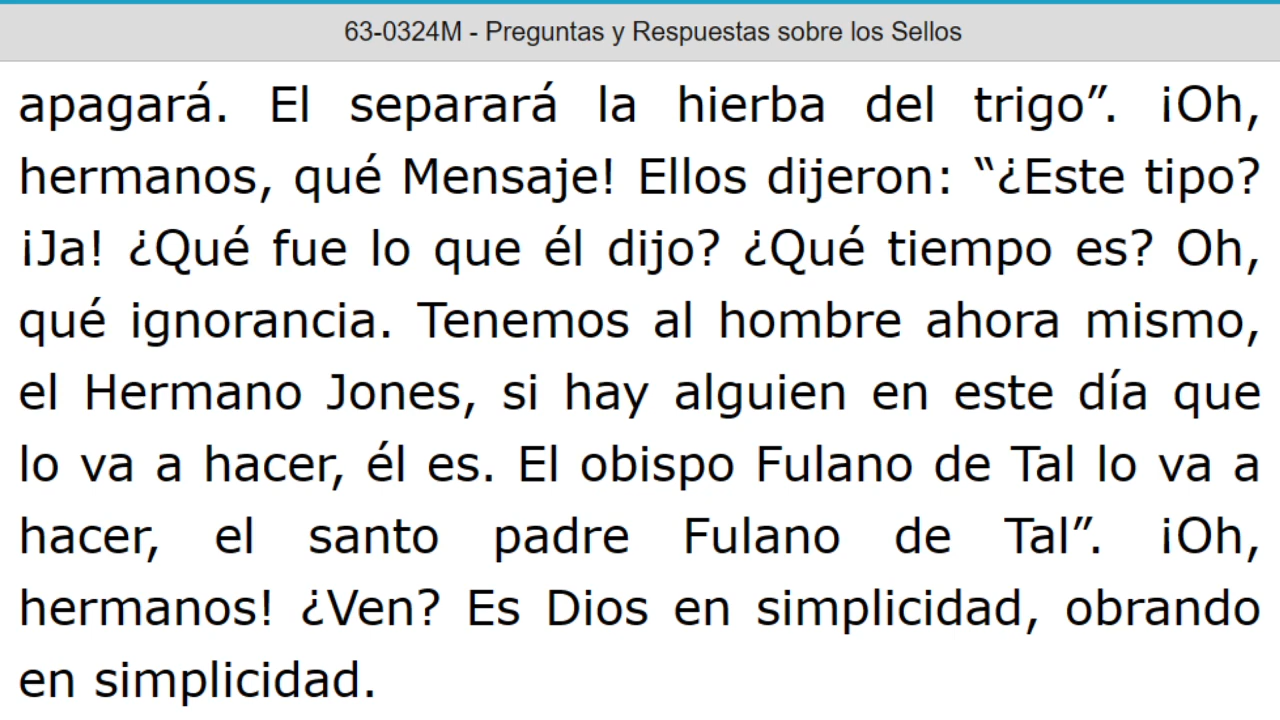 63-0324M - Preguntas y Respuestas sobre los Sellos
apagará. El separará la hierba del trigo”. ¡Oh,
hermanos, qué Mensaje! Ellos dijeron: “¿Este tipo?
¡Ja! ¿Qué fue lo que él dijo? ¿Qué tiempo es? Oh,
qué ignorancia. Tenemos al hombre ahora mismo,
el Hermano Jones, si hay alguien en este día que
lo va a hacer, él es. El obispo Fulano de Tal lo va a
hacer, el santo padre Fulano de Tal”. ¡Oh,
hermanos! ¿Ven? Es Dios en simplicidad, obrando
en simplicidad.